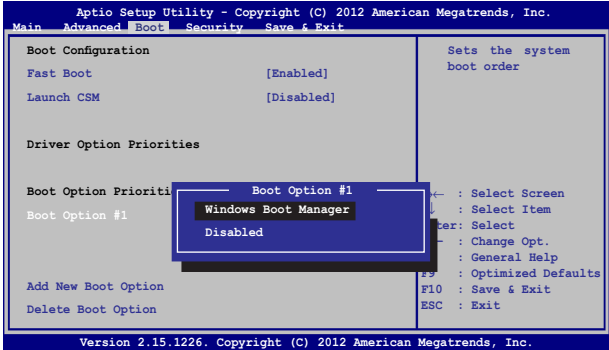 Aptio Setup Utility - Copyright (C) 2012 American Megatrends, Inc.
Main Advanced Boot Security Save & Exit
Boot Configuration
Fast Boot [Enabled]
Launch CSM [Disabled]
Driver Option Priorities
Boot Option Prioriti
Boot Option #1
Add New Boot Option
Delete Boot Option
Boot Option #1
Windows Boot Manager
Disabled
Sets the system
boot order
← : Select Screen
: Select Item
ter: Select
— : Change Opt.
: General Help
F9 : Optimized Defaults
F10 : Save & Exit
ESC : Exit
Version 2.15.1226. Copyright (C) 2012 American Megatrends, Inc.